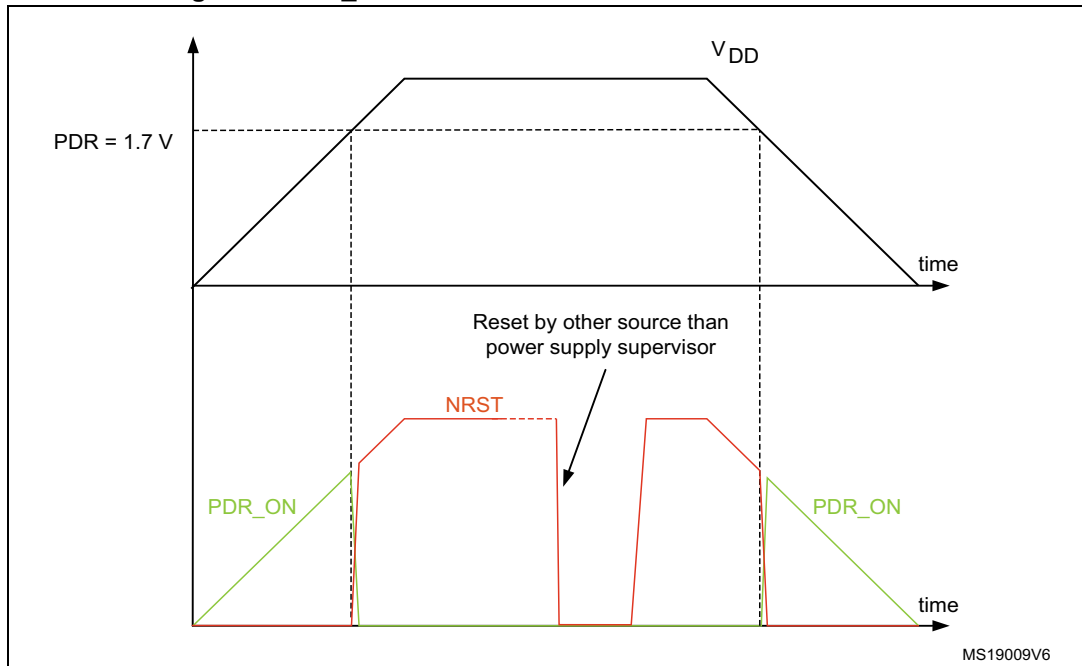 V DD
PDR = 1.7 V
time
Reset by other source than
power supply supervisor
NRST
PDR_ON
PDR_ON
time
MS19009V6